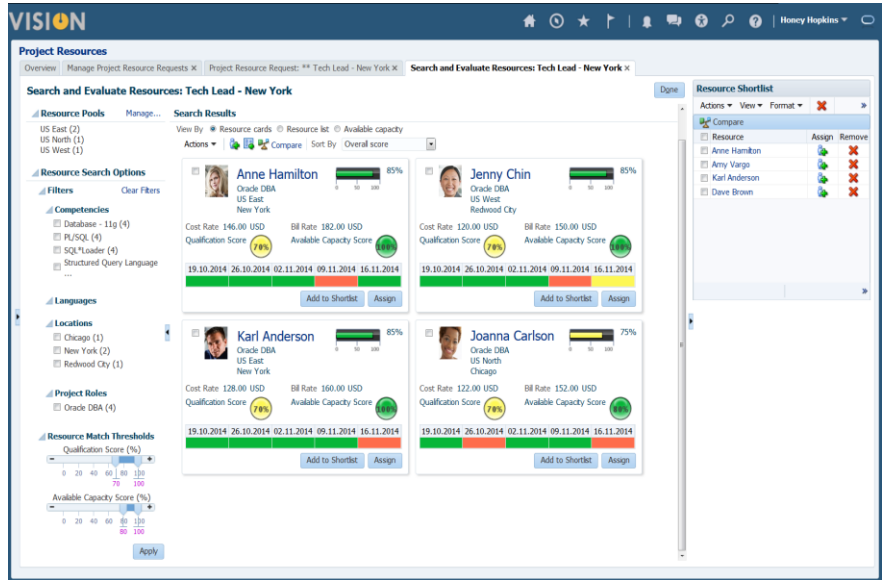 VISION
Honey Hopkins
Project Resources
Overview
Manage Project Resource Requests ×
Project Resource Request: ** Tech Lead - New York ×
Search and Evaluate Resources: Tech Lead - New York ×
Search and Evaluate Resources: Tech Lead - New York
Done
Resource Pools
Manage...
US East (2)
US North (1)
US West (1)
Resource Search Options
Filters
Clear Filters
Competencies
Database - 11g (4)
PL/SQL (4)
SQL*Loader (4)
Structured Query Language
...
Languages
Locations
Chicago (1)
New York (2)
Redwood City (1)
Project Roles
Oracle DBA (4)
Resource Match Thresholds
Qualification Score (%)
0 20 40 60 80 100
70 100
Available Capacity Score (%)
0 20 40 60 80 100
80 100
Apply
Search Results
View By Resource cards Resource list Available capacity
Actions Compare Sort By Overall score
Anne Hamilton
85%
0 50 100
Oracle DBA
US East
New York
Cost Rate 146.00 USD Bill Rate 182.00 USD
Qualification Score 70% Available Capacity Score 100%
19.10.2014 26.10.2014 02.11.2014 09.11.2014 16.11.2014
Add to Shortlist Assign
Jenny Chin
85%
0 50 100
Oracle DBA
US West
Redwood City
Cost Rate 120.00 USD Bill Rate 150.00 USD
Qualification Score 70% Available Capacity Score 100%
19.10.2014 26.10.2014 02.11.2014 09.11.2014 16.11.2014
Add to Shortlist Assign
Karl Anderson
85%
0 50 100
Oracle DBA
US East
New York
Cost Rate 128.00 USD Bill Rate 160.00 USD
Qualification Score 70% Available Capacity Score 100%
19.10.2014 26.10.2014 02.11.2014 09.11.2014 16.11.2014
Add to Shortlist Assign
Joanna Carlson
75%
0 50 100
Oracle DBA
US North
Chicago
Cost Rate 122.00 USD Bill Rate 152.00 USD
Qualification Score 70% Available Capacity Score 80%
19.10.2014 26.10.2014 02.11.2014 09.11.2014 16.11.2014
Add to Shortlist Assign
Resource Shortlist
Actions View Format »
Compare
Resource Assign Remove
Anne Hamilton
Amy Vargo
Karl Anderson
Dave Brown
»